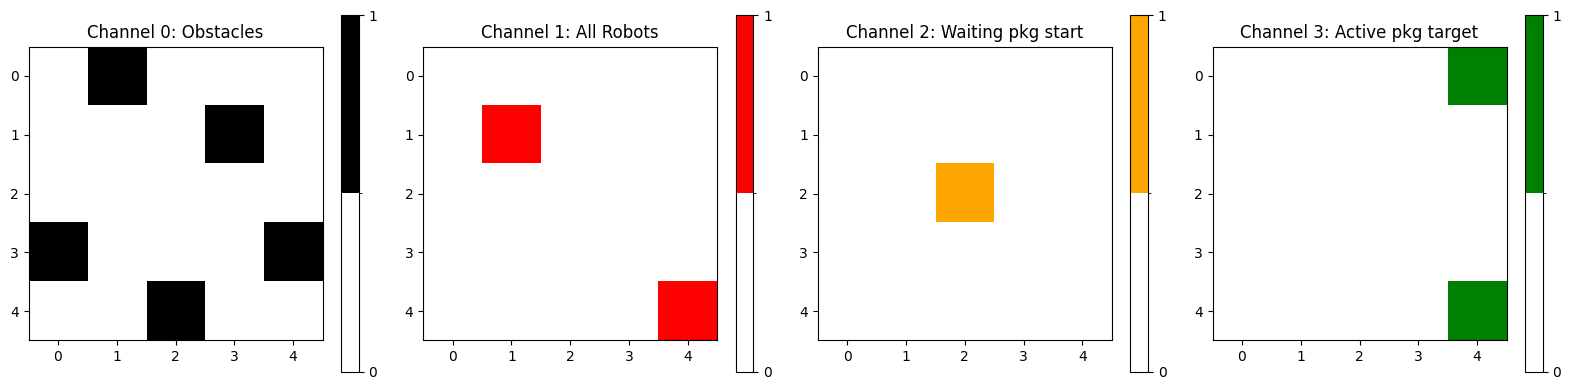 Channel 0: Obstacles
Channel 1: All Robots
Channel 2: Waiting pkg start
Channel 3: Active pkg target
1 1 1 1
0 0 0 0
1 1 1 1
2 2 2 2
3 3 3 3
4 4 4 4
0 1 2 3 4 0 1 2 3 4 0 1 2 3 4 0 1 2 3 4
0 0 0 0